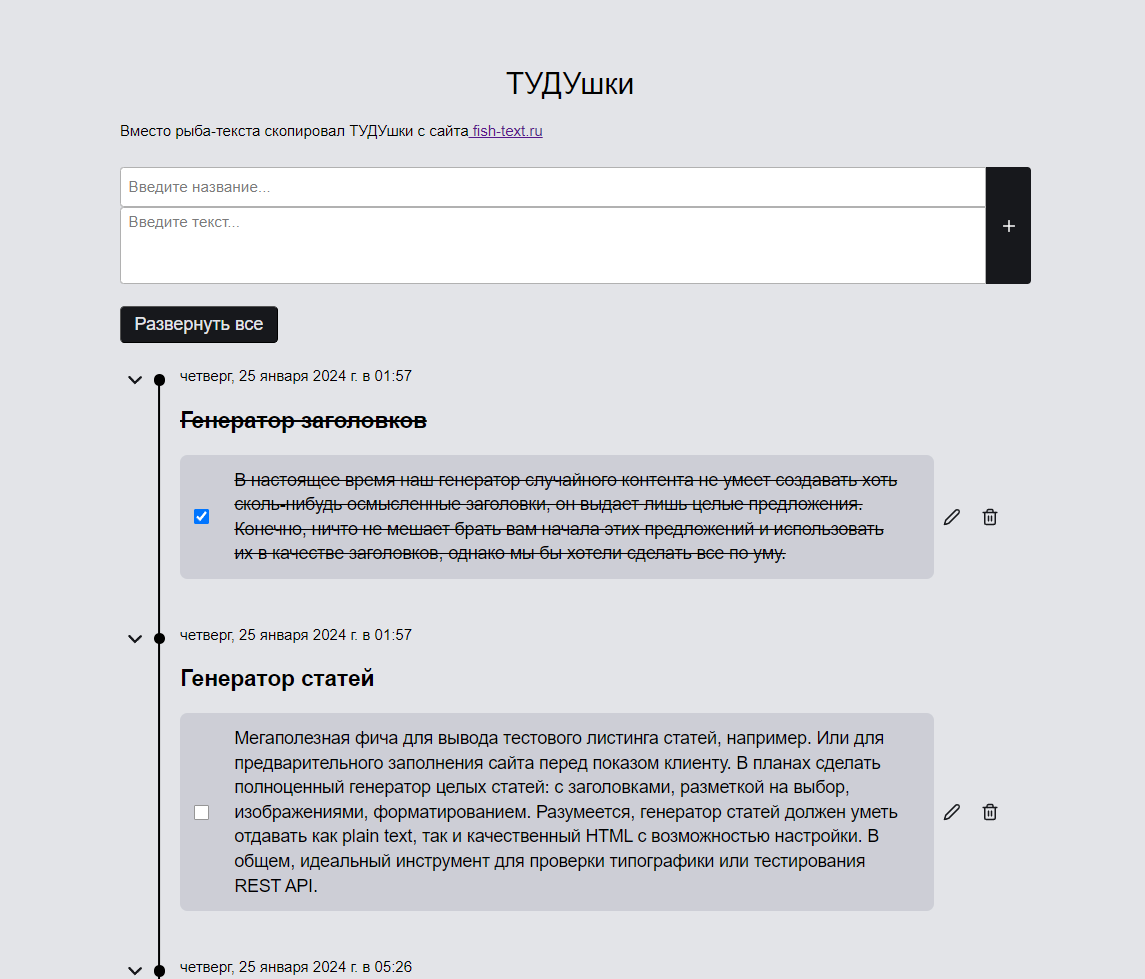 ТУДУшки
Вместо рыба-текста скопировал ТУДУшки с сайта fish-text.ru
Введите название...
Введите текст...
+
Развернуть все
четверг, 25 января 2024 г. в 01:57
Генератор заголовков
В настоящее время наш генератор случайного контента не умеет создавать хоть
сколь-нибудь осмысленные заголовки, он выдает лишь целые предложения.
Конечно, ничто не мешает брать вам начала этих предложений и использовать
их в качестве заголовков, однако мы бы хотели сделать все по уму.
четверг, 25 января 2024 г. в 01:57
Генератор статей
Мегаполезная фича для вывода тестового листинга статей, например. Или для
предварительного заполнения сайта перед показом клиенту. В планах сделать
полноценный генератор целых статей: с заголовками, разметкой на выбор,
изображениями, форматированием. Разумеется, генератор статей должен уметь
отдавать как plain text, так и качественный HTML с возможностью настройки. В
общем, идеальный инструмент для проверки типографики или тестирования
REST API.
четверг, 25 января 2024 г. в 05:26